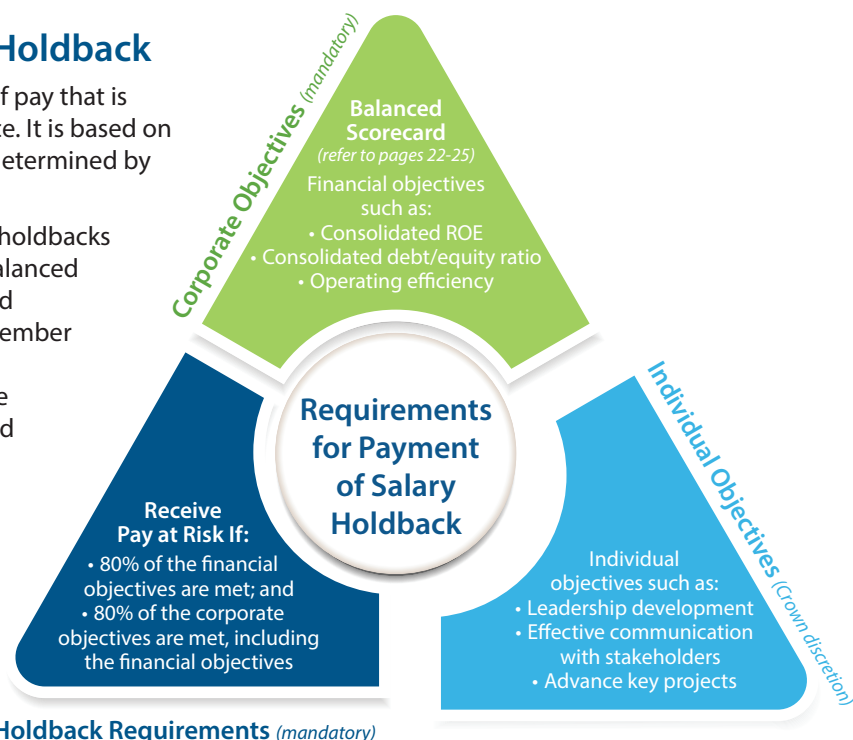 Holdback
f pay that is
te. It is based on
etermined by
holdbacks
alanced
d
ember
e
d
Corporate Objectives (mandatory)
Balanced
Scorecard
(refer to pages 22-25)
Financial objectives
such as:
• Consolidated ROE
• Consolidated debt/equity ratio
• Operating efficiency
Requirements
for Payment
of Salary
Holdback
Receive
Pay at Risk If:
• 80% of the financial
objectives are met; and
• 80% of the corporate
objectives are met, including
the financial objectives
Individual Objectives (Crown discretion)
Individual
objectives such as:
• Leadership development
• Effective communication
with stakeholders
• Advance key projects
Holdback Requirements (mandatory)